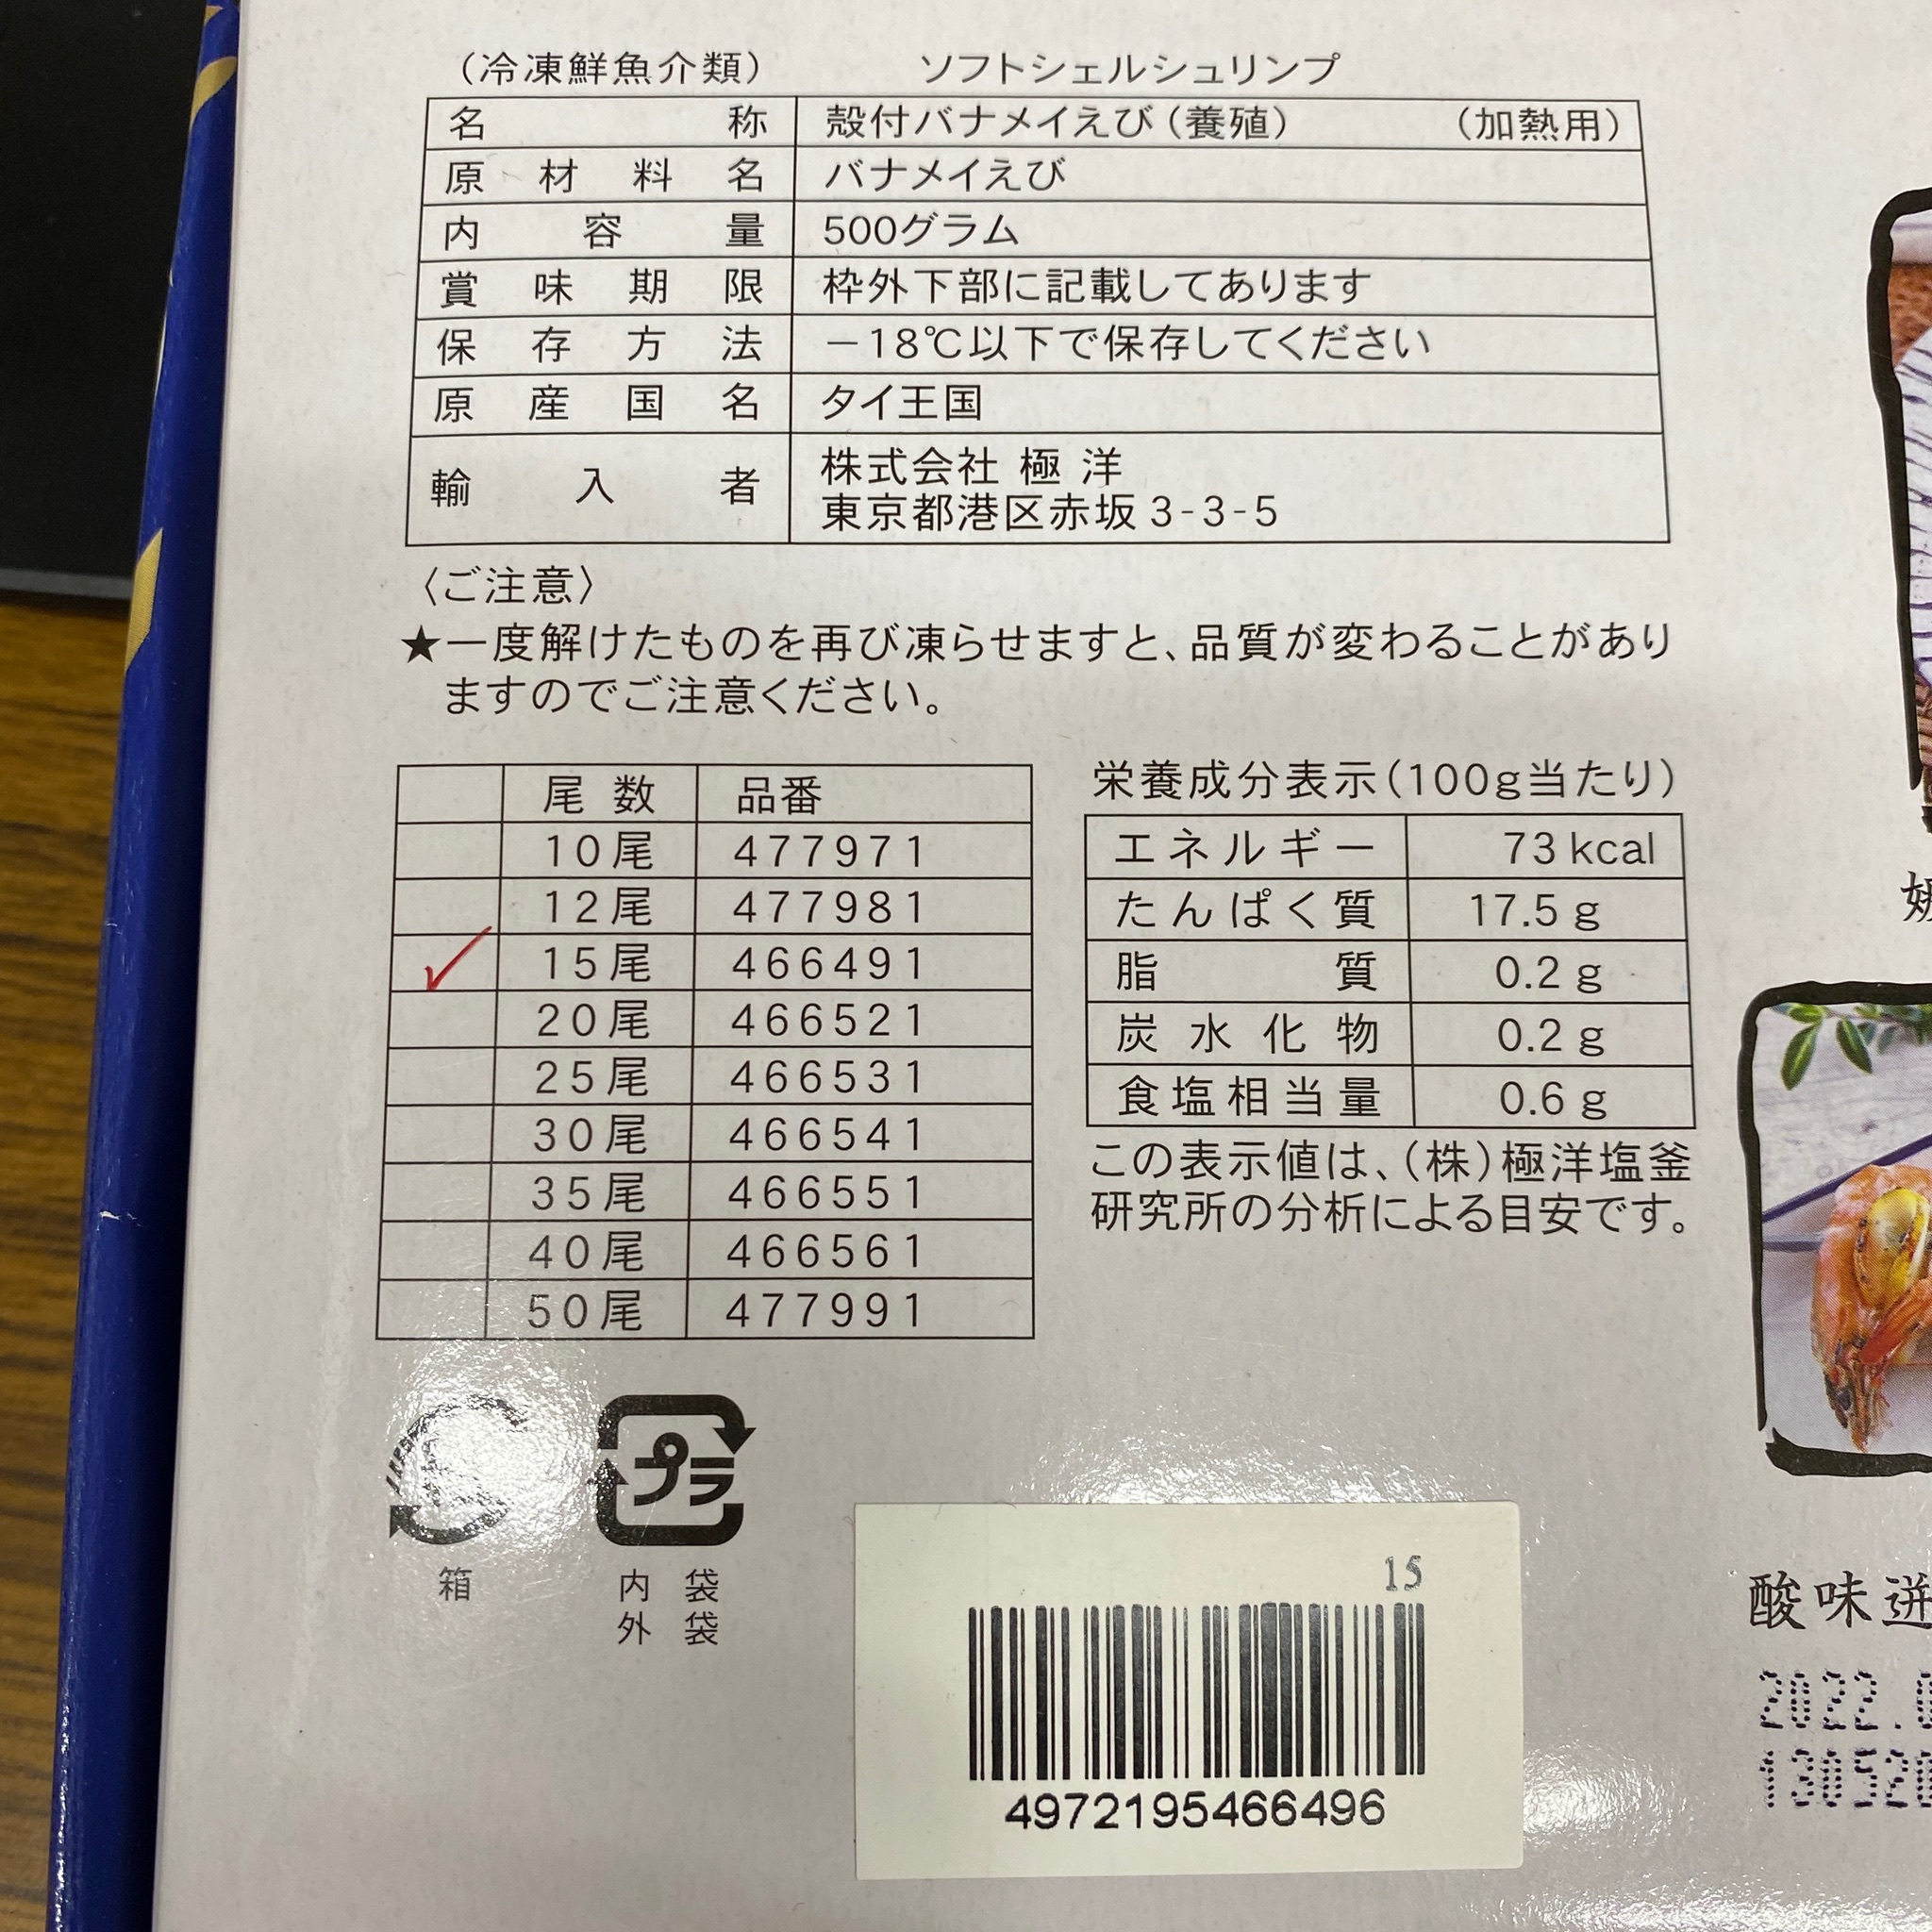 （冷凍鮮魚介類） ソフトシェルシュリンプ
名称 殻付バナメイえび（養殖） （加熱用）
原材料名 バナメイえび
内容量 500グラム
賞味期限 枠外下部に記載してあります
保存方法 －18℃以下で保存してください
原産国名 タイ王国
輸入者 株式会社 極洋
東京都港区赤坂3-3-5
〈ご注意〉
★一度解けたものを再び凍らせますと、品質が変わることがあり
ますのでご注意ください。
尾数 品番
10尾 477971
12尾 477981
✓ 15尾 466491
20尾 466521
25尾 466531
30尾 466541
35尾 466551
40尾 466561
50尾 477991
栄養成分表示（100g当たり）
エネルギー 73kcal
たんぱく質 17.5g
脂質 0.2g
炭水化物 0.2g
食塩相当量 0.6g
この表示値は、（株）極洋塩釜
研究所の分析による目安です。
プラ
箱
内袋
外袋
15
4972195466496
酸味
2022.
13052